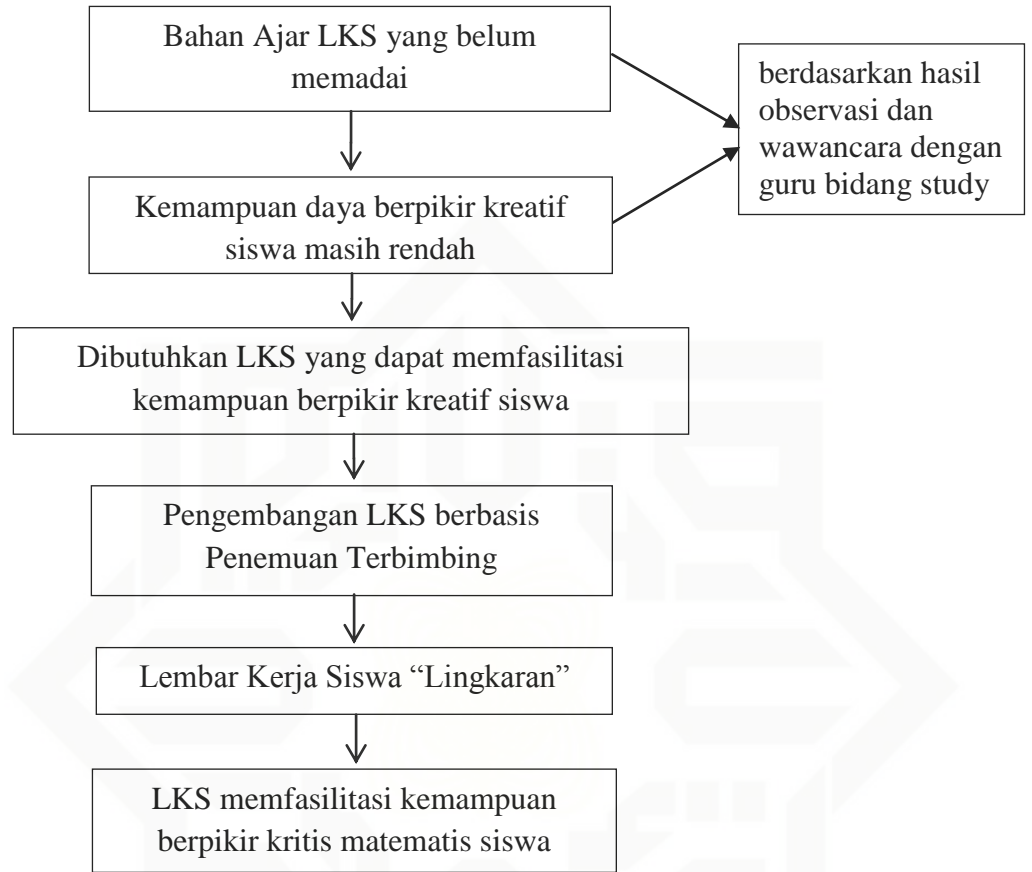 Bahan Ajar LKS yang belum
memadai
berdasarkan hasil
observasi dan
wawancara dengan
guru bidang study
Kemampuan daya berpikir kreatif
siswa masih rendah
Dibutuhkan LKS yang dapat memfasilitasi
kemampuan berpikir kreatif siswa
Pengembangan LKS berbasis
Penemuan Terbimbing
Lembar Kerja Siswa “Lingkaran”
LKS memfasilitasi kemampuan
berpikir kritis matematis siswa